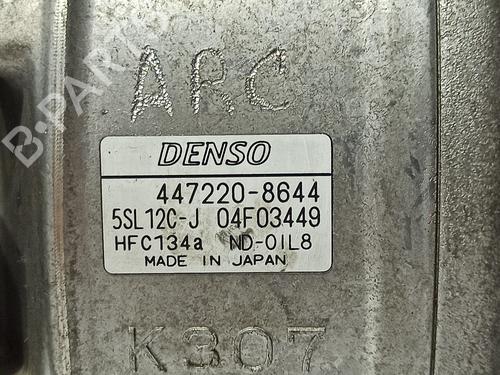 ARC
DENSO
447220-8644
5SL12C-J 04F03449
HFC134a ND-OIL8
MADE IN JAPAN
K307
B-PARTS